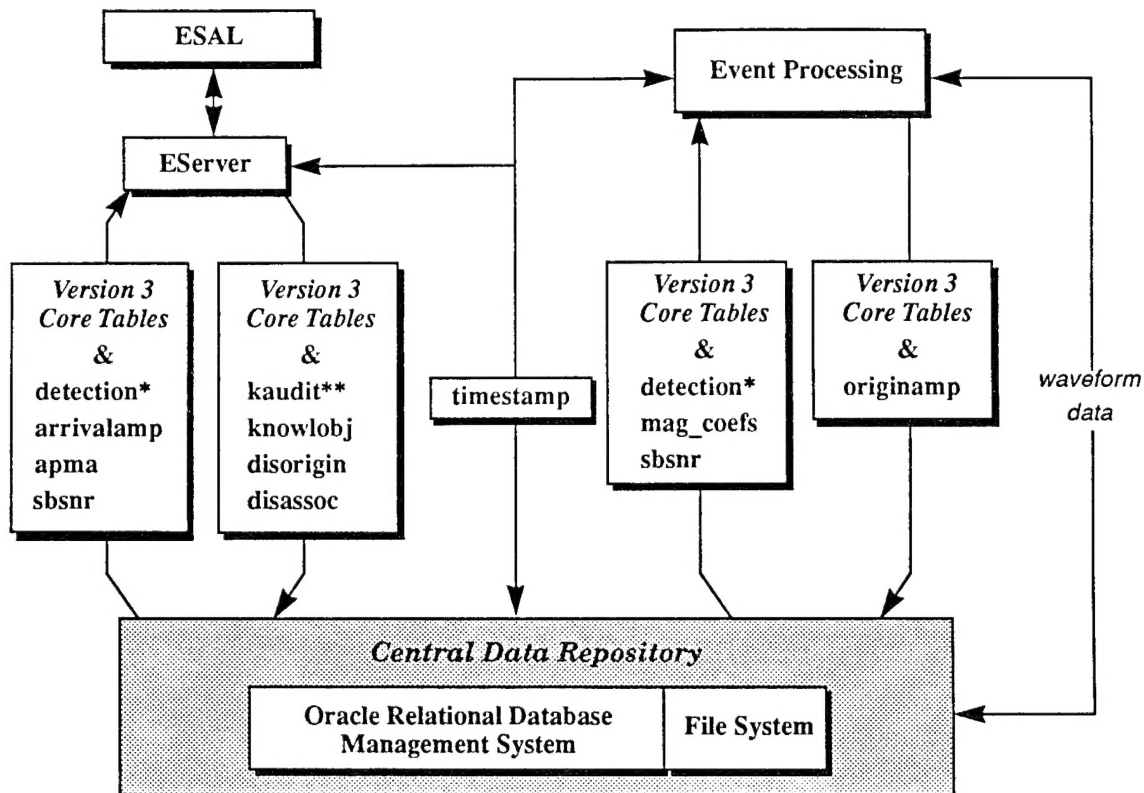 ESAL
Event Processing
EServer
Version 3
Core Tables
&
detection*
arrivalamp
apma
sbsnr
Version 3
Core Tables
&
kaudit**
knowlobj
disorigin
disassoc
timestamp
Version 3
Core Tables
&
detection*
mag_coefs
sbsnr
Version 3
Core Tables
&
originamp
waveform
data
Central Data Repository
Oracle Relational Database
Management System
File System